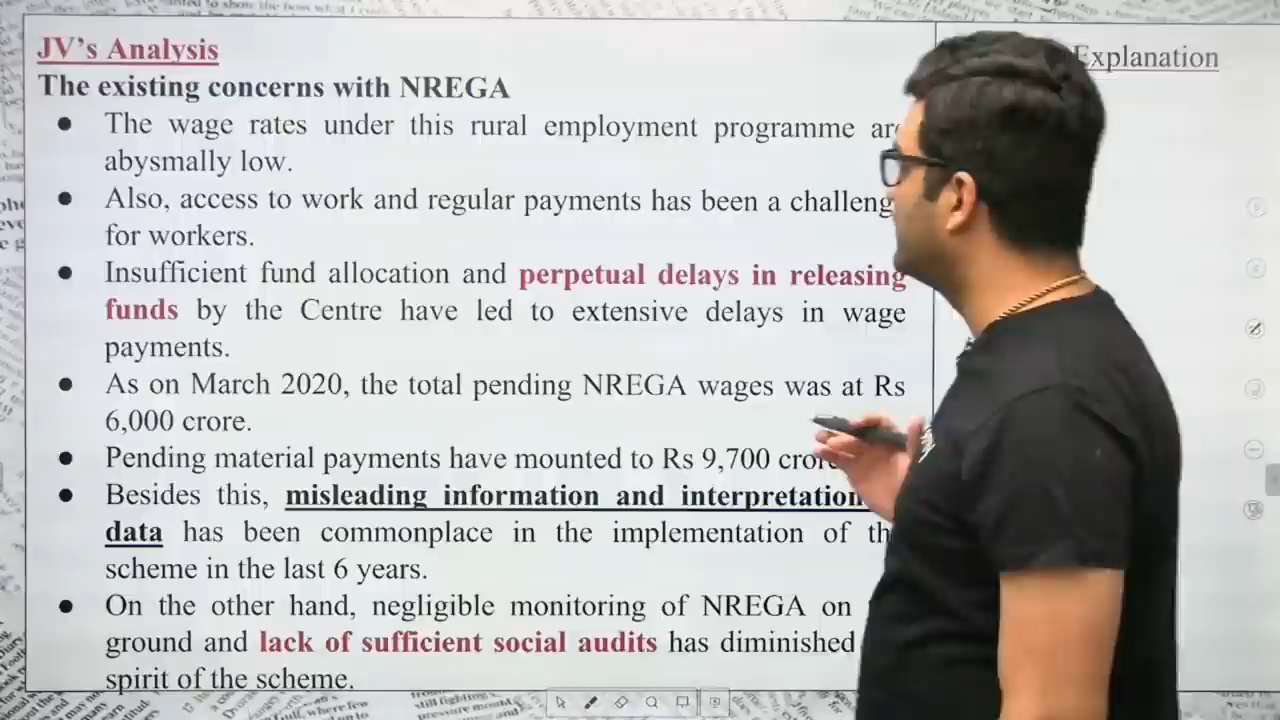 JV's Analysis
Explanation
The existing concerns with NREGA
● The wage rates under this rural employment programme are
abysmally low.
● Also, access to work and regular payments has been a challeng
for workers.
● Insufficient fund allocation and perpetual delays in releasing
funds by the Centre have led to extensive delays in wage
payments.
● As on March 2020, the total pending NREGA wages was at Rs
6,000 crore.
● Pending material payments have mounted to Rs 9,700 crore
● Besides this, misleading information and interpretation
data has been commonplace in the implementation of th
scheme in the last 6 years.
● On the other hand, negligible monitoring of NREGA on
ground and lack of sufficient social audits has diminished
spirit of the scheme.